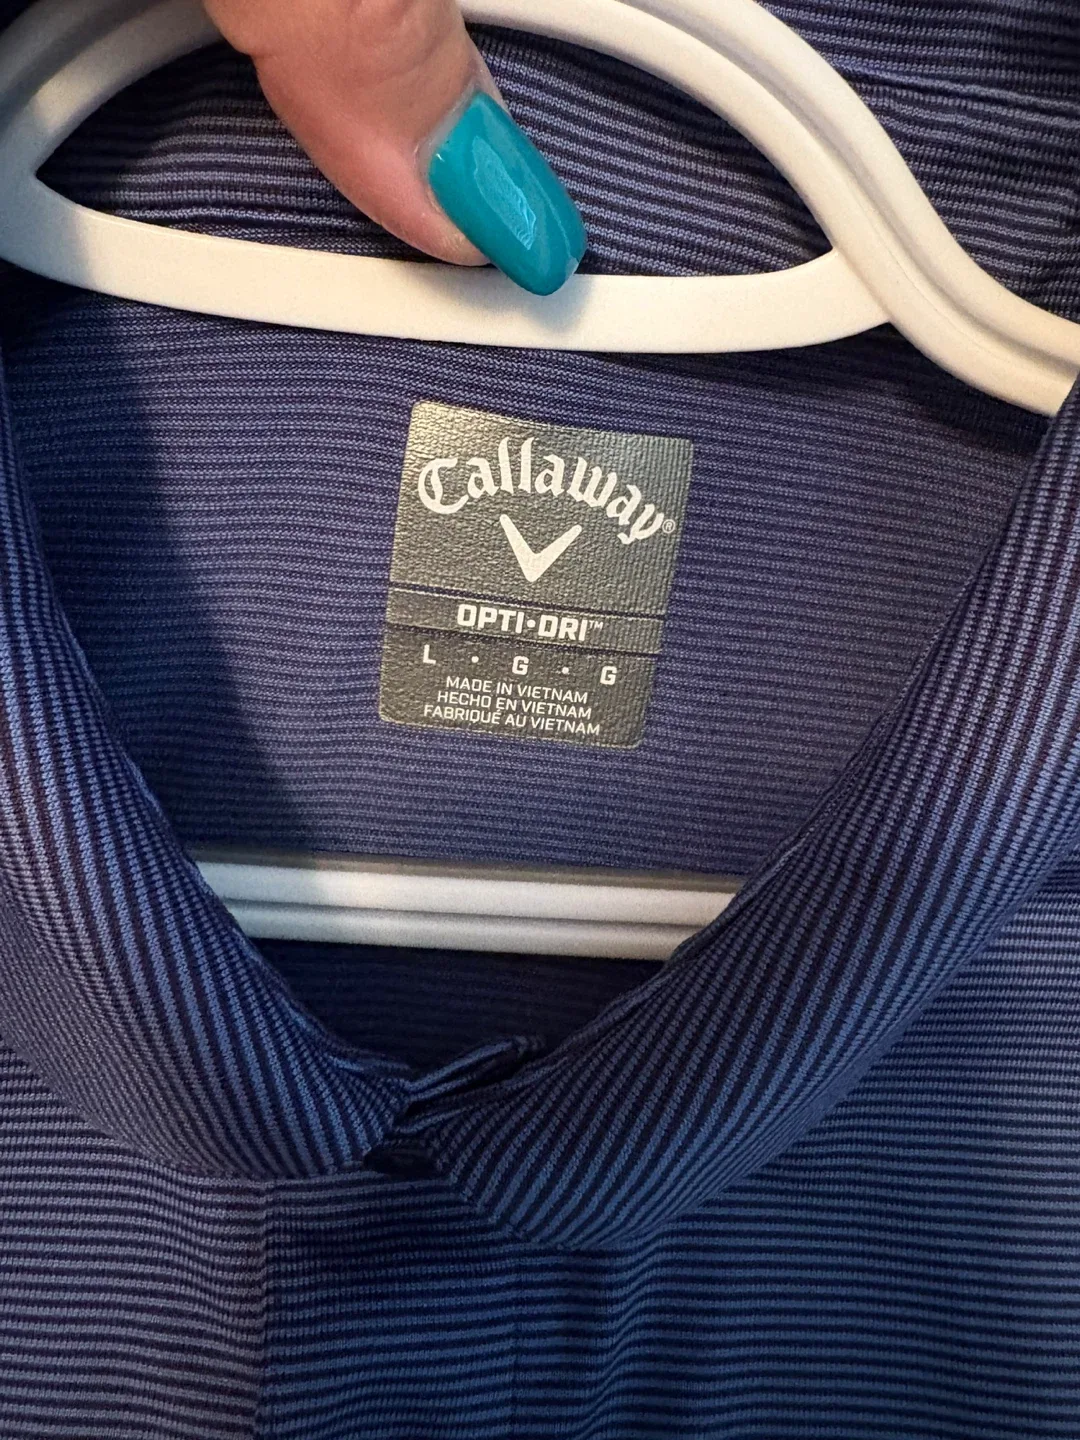 Callaway®
OPTI•DRI™
L • G • G
MADE IN VIETNAM
HECHO EN VIETNAM
FABRIQUÉ AU VIETNAM